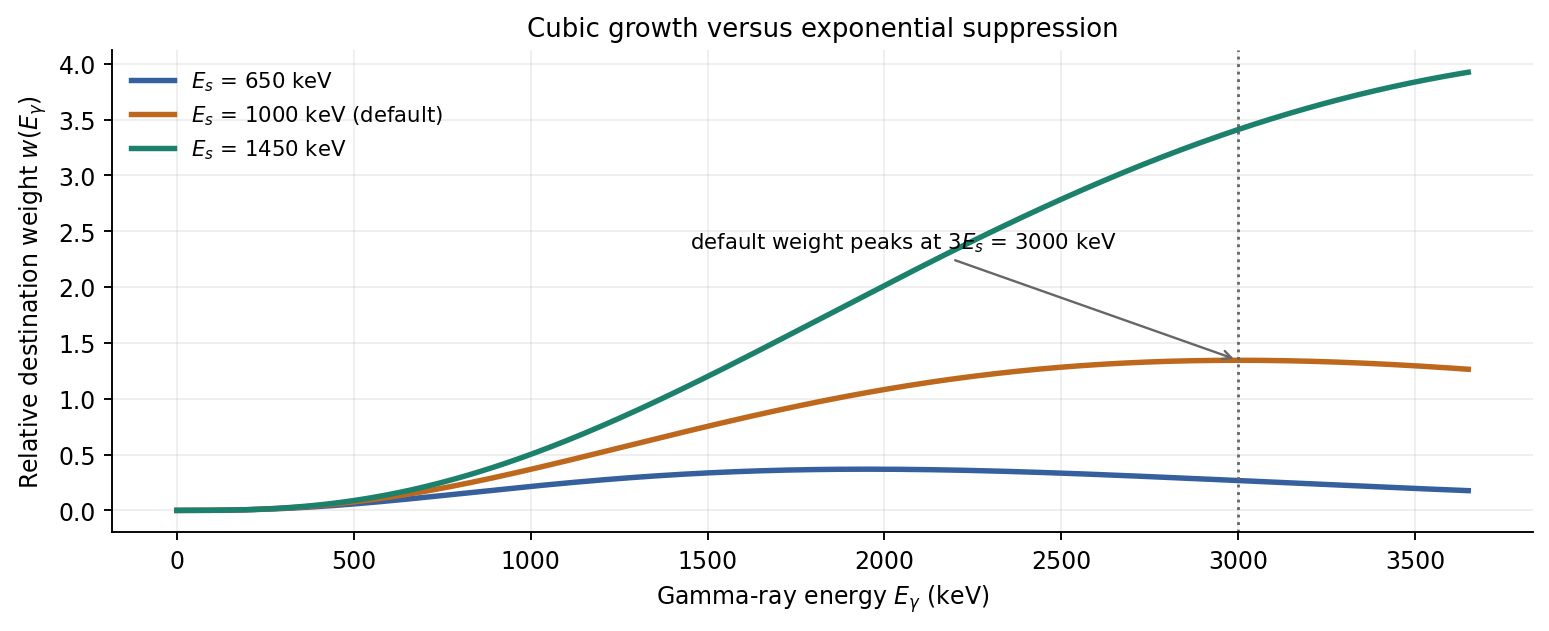 Cubic growth versus exponential suppression
Relative destination weight w(Eγ)
4.0
3.5
3.0
2.5
2.0
1.5
1.0
0.5
0.0
Es = 650 keV
Es = 1000 keV (default)
Es = 1450 keV
default weight peaks at 3Es = 3000 keV
0 500 1000 1500 2000 2500 3000 3500
Gamma-ray energy Eγ (keV)